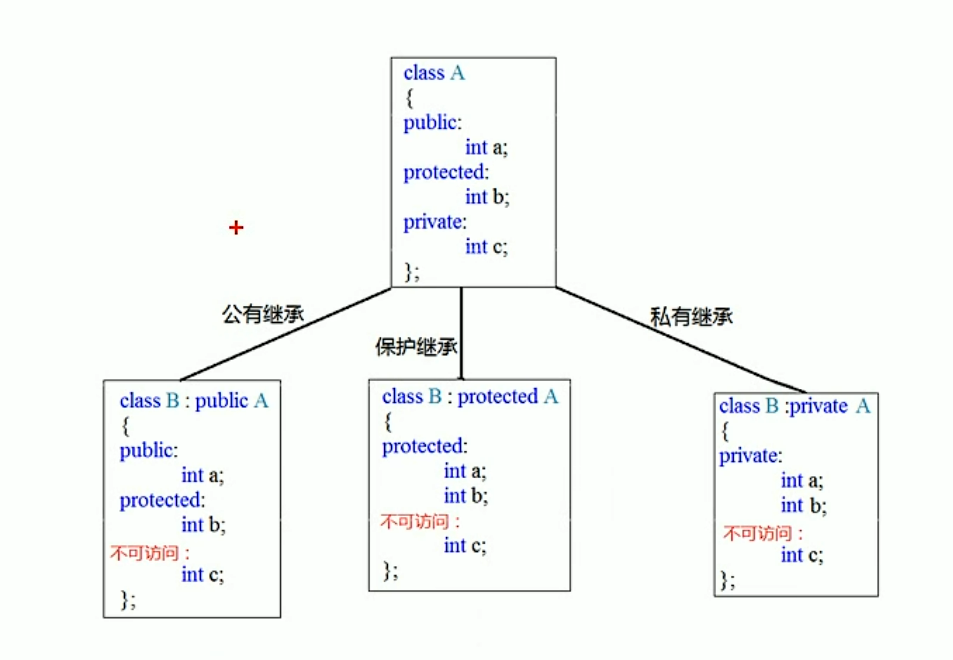 class A
{
public:
int a;
protected:
int b;
private:
int c;
};
公有继承
保护继承
私有继承
class B : public A
{
public:
int a;
protected:
int b;
不可访问：
int c;
};
class B : protected A
{
protected:
int a;
int b;
不可访问：
int c;
};
class B :private A
{
private:
int a;
int b;
不可访问：
int c;
};